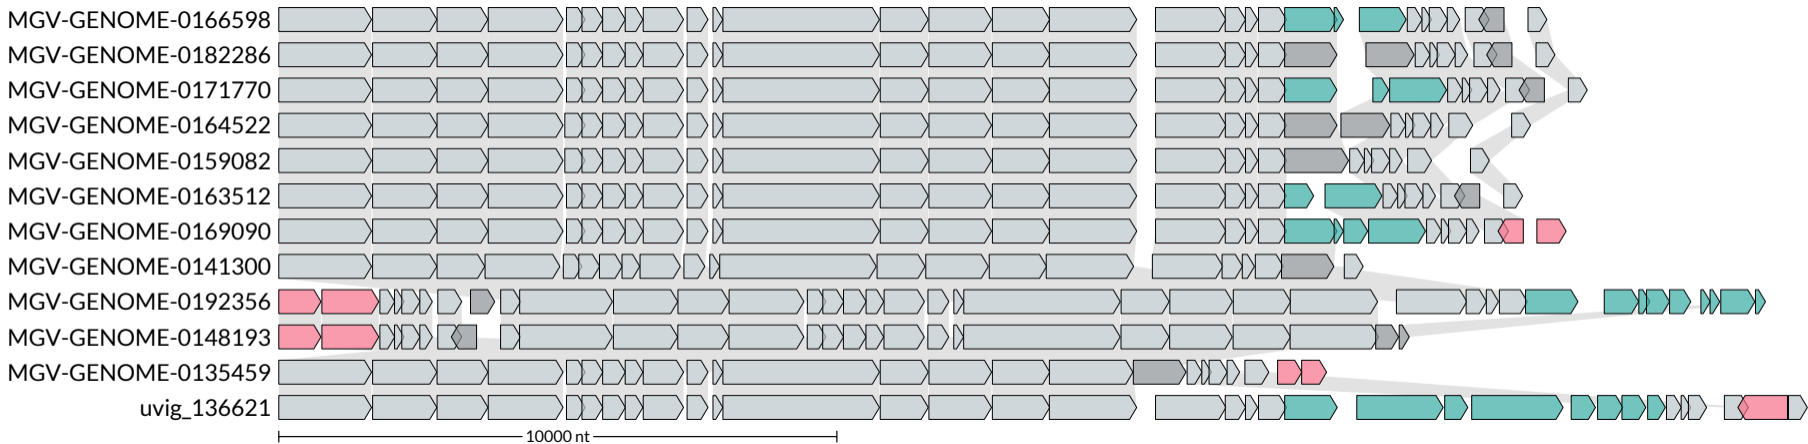 MGV-GENOME-0166598
MGV-GENOME-0182286
MGV-GENOME-0171770
MGV-GENOME-0164522
MGV-GENOME-0159082
MGV-GENOME-0163512
MGV-GENOME-0169090
MGV-GENOME-0141300
MGV-GENOME-0192356
MGV-GENOME-0148193
MGV-GENOME-0135459
uvig_136621
10000 nt